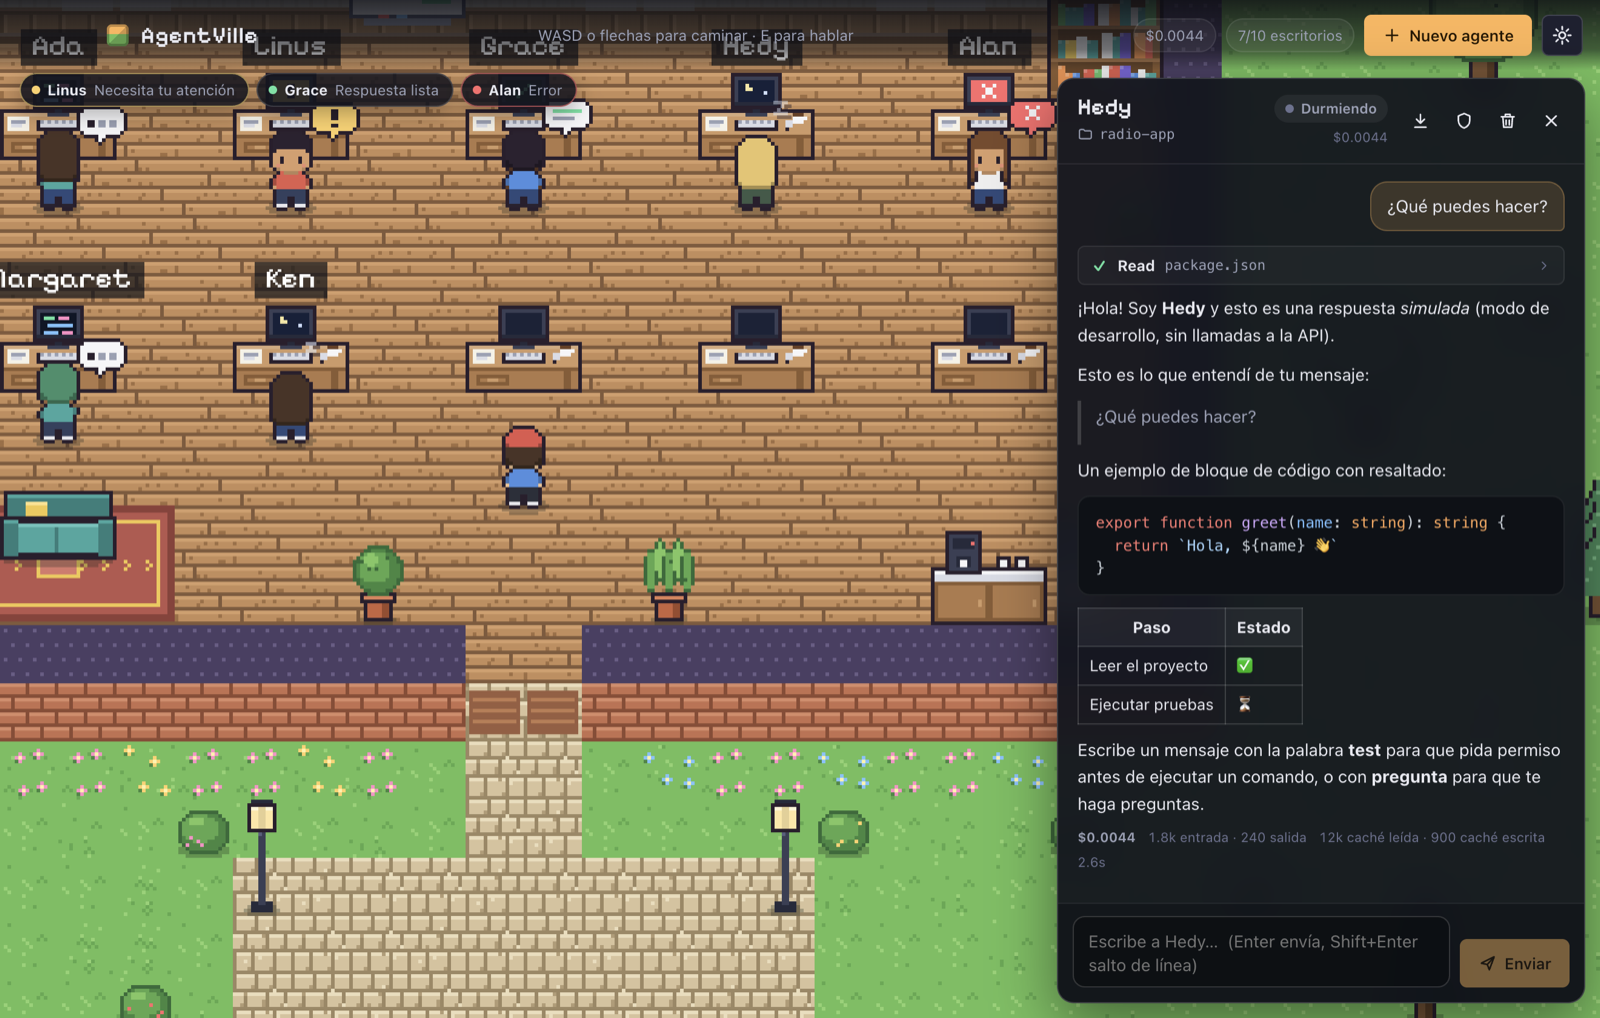 AgentVille
WASD o flechas para caminar · E para hablar
$0.0044
7/10 escritorios
+ Nuevo agente
Ada
Linus
Grace
Hedy
Alan
Linus Necesita tu atención
Grace Respuesta lista
Alan Error
Margaret
Ken
Hedy
radio-app
Durmiendo
$0.0044
¿Qué puedes hacer?
Read package.json
¡Hola! Soy Hedy y esto es una respuesta simulada (modo de
desarrollo, sin llamadas a la API).
Esto es lo que entendí de tu mensaje:
¿Qué puedes hacer?
Un ejemplo de bloque de código con resaltado:
export function greet(name: string): string {
  return `Hola, ${name} 👋`
}
Paso Estado
Leer el proyecto ✅
Ejecutar pruebas ⏳
Escribe un mensaje con la palabra test para que pida permiso
antes de ejecutar un comando, o con pregunta para que te
haga preguntas.
$0.0044 1.8k entrada · 240 salida 12k caché leída · 900 caché escrita
2.6s
Escribe a Hedy... (Enter envía, Shift+Enter
salto de línea)
Enviar